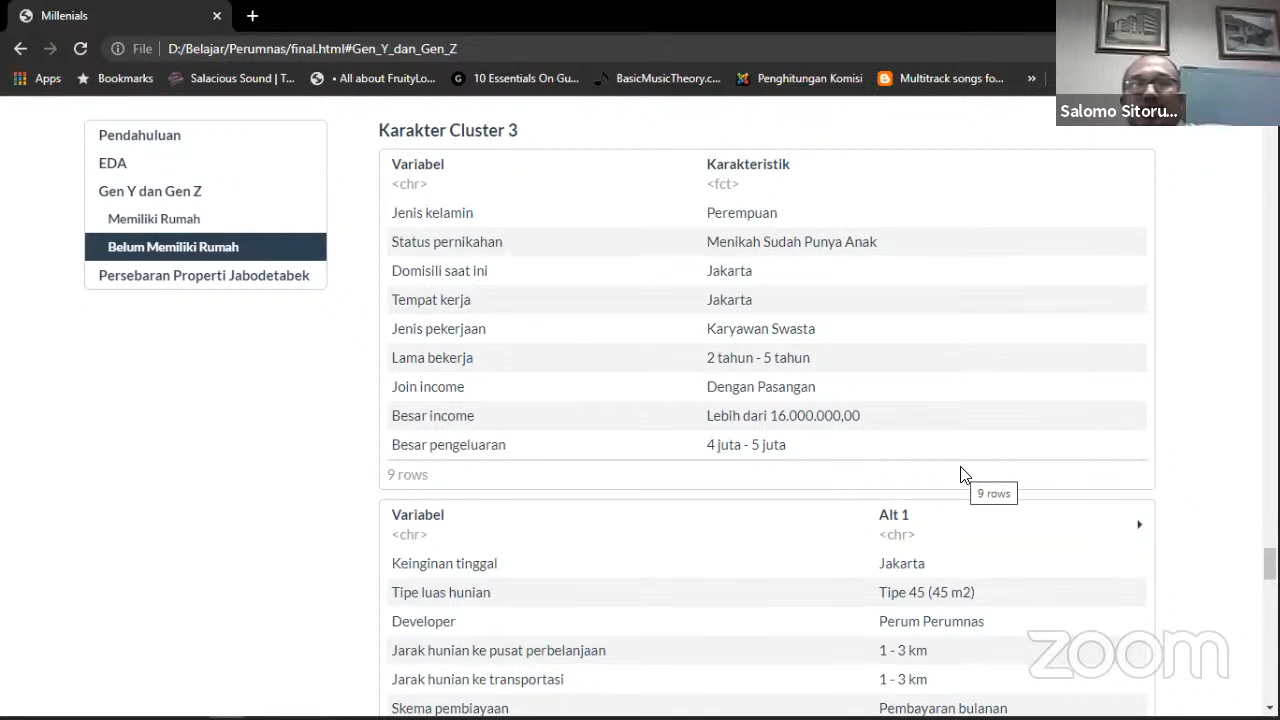 Millenials
File D:/Belajar/Perumnas/final.html#Gen_Y_dan_Gen_Z
Apps Bookmarks Salacious Sound | T... • All about FruityLo... 10 Essentials On Gu... BasicMusicTheory.c... Penghitungan Komisi Multitrack songs fo... »
Salomo Sitoru...
Pendahuluan
EDA
Gen Y dan Gen Z
Memiliki Rumah
Belum Memiliki Rumah
Persebaran Properti Jabodetabek
Karakter Cluster 3
Variabel Karakteristik
<chr> <fct>
Jenis kelamin Perempuan
Status pernikahan Menikah Sudah Punya Anak
Domisili saat ini Jakarta
Tempat kerja Jakarta
Jenis pekerjaan Karyawan Swasta
Lama bekerja 2 tahun - 5 tahun
Join income Dengan Pasangan
Besar income Lebih dari 16.000.000,00
Besar pengeluaran 4 juta - 5 juta
9 rows
9 rows
Variabel Alt 1
<chr> <chr>
Keinginan tinggal Jakarta
Tipe luas hunian Tipe 45 (45 m2)
Developer Perum Perumnas
Jarak hunian ke pusat perbelanjaan 1 - 3 km
Jarak hunian ke transportasi 1 - 3 km
Skema pembiayaan Pembayaran bulanan
zoom